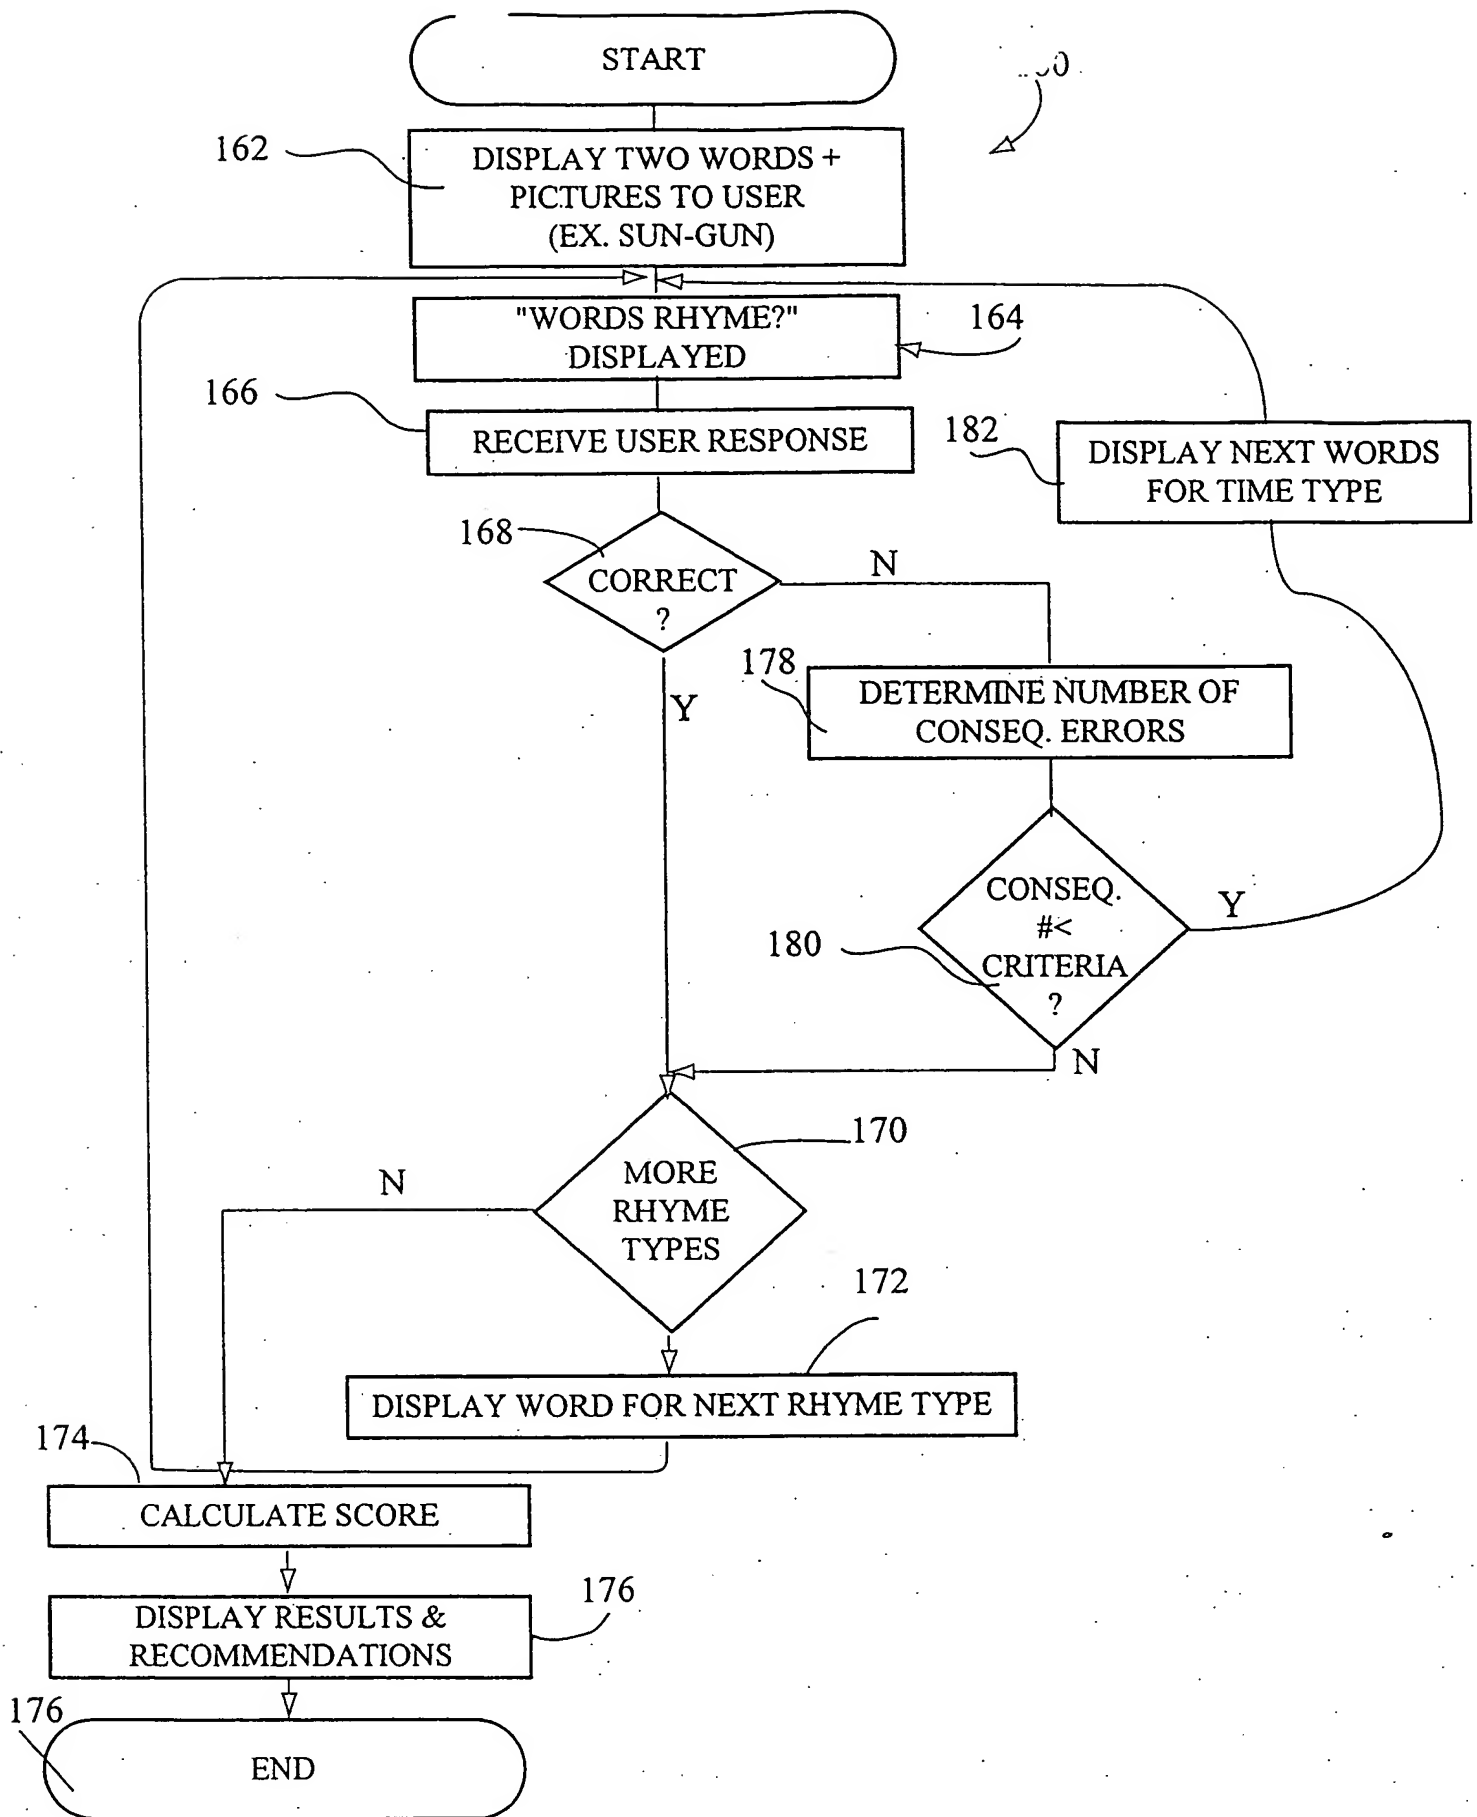 START
162
DISPLAY TWO WORDS +
PICTURES TO USER
(EX. SUN-GUN)
"WORDS RHYME?"
DISPLAYED
164
166
RECEIVE USER RESPONSE
182
DISPLAY NEXT WORDS
FOR TIME TYPE
168
CORRECT
?
N
Y
178
DETERMINE NUMBER OF
CONSEQ. ERRORS
CONSEQ.
#<
CRITERIA
?
180
Y
N
170
MORE
RHYME
TYPES
N
172
DISPLAY WORD FOR NEXT RHYME TYPE
174
CALCULATE SCORE
176
DISPLAY RESULTS &
RECOMMENDATIONS
176
END